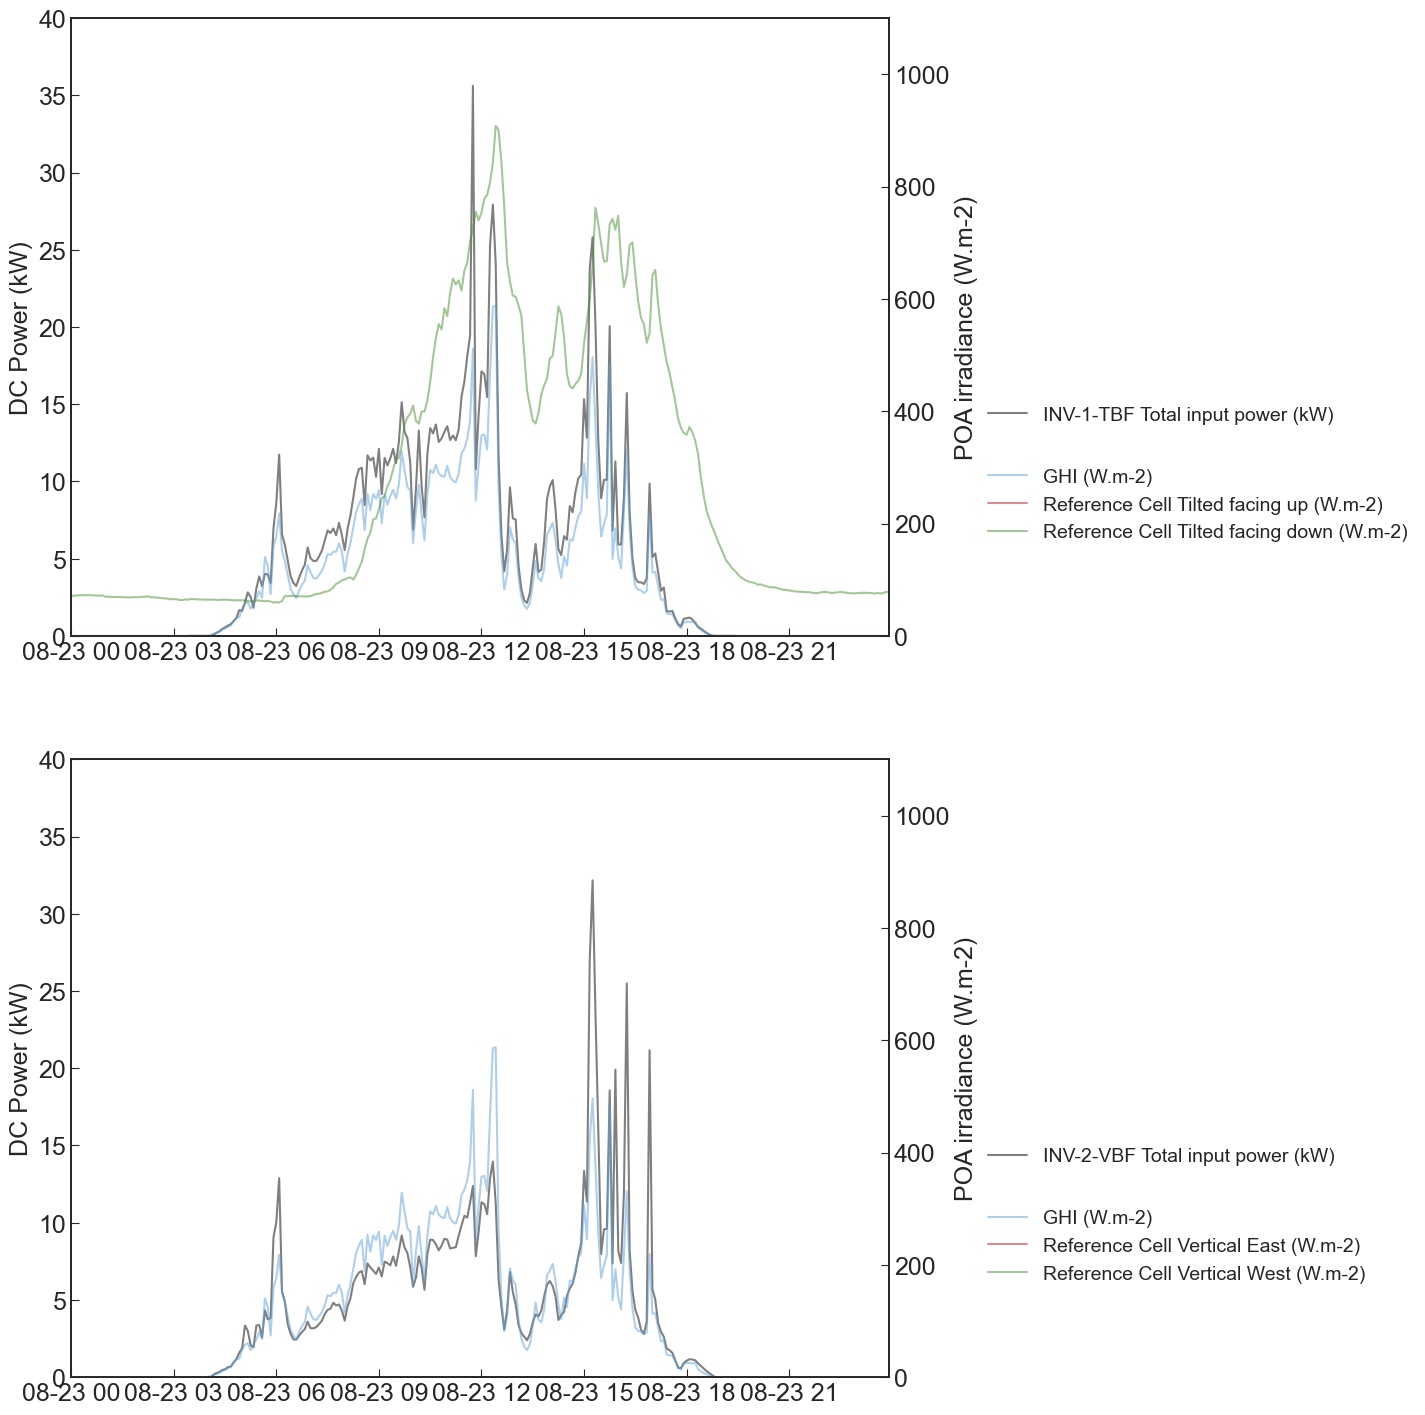 40
35
30
25
20
15
10
5
0
DC Power (kW)
1000
800
600
400
200
0
POA irradiance (W.m-2)
08-23 00 08-23 03 08-23 06 08-23 09 08-23 12 08-23 15 08-23 18 08-23 21
INV-1-TBF Total input power (kW)
GHI (W.m-2)
Reference Cell Tilted facing up (W.m-2)
Reference Cell Tilted facing down (W.m-2)
40
35
30
25
20
15
10
5
0
DC Power (kW)
1000
800
600
400
200
0
POA irradiance (W.m-2)
08-23 00 08-23 03 08-23 06 08-23 09 08-23 12 08-23 15 08-23 18 08-23 21
INV-2-VBF Total input power (kW)
GHI (W.m-2)
Reference Cell Vertical East (W.m-2)
Reference Cell Vertical West (W.m-2)